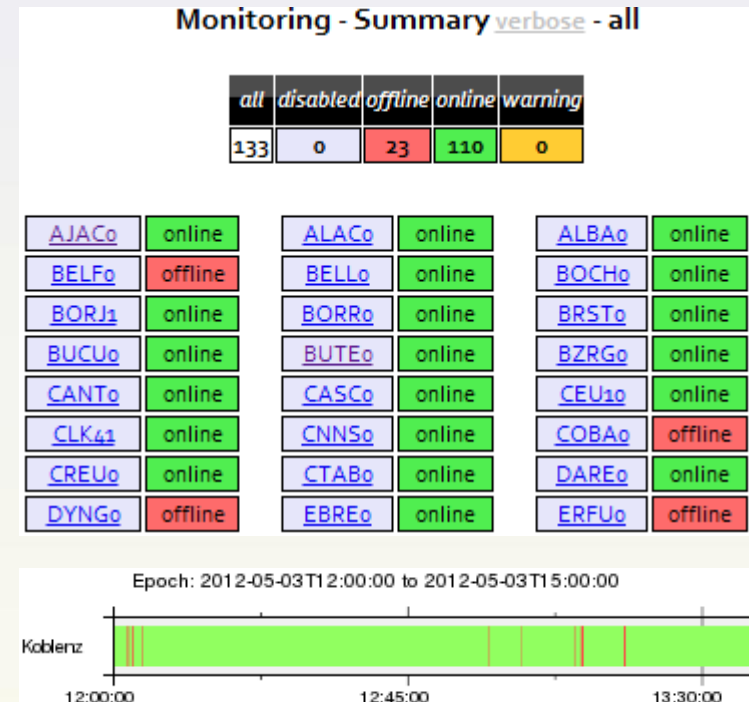 Monitoring - Summary verbose - all
all disabled offline online warning
133 0 23 110 0
AJAC0 online ALAC0 online ALBA0 online
BELF0 offline BELL0 online BOCH0 online
BORJ1 online BORR0 online BRST0 online
BUCU0 online BUTE0 online BZRG0 online
CANT0 online CASC0 online CEU10 online
CLK41 online CNNS0 online COBA0 offline
CREU0 online CTAB0 online DARE0 online
DYNG0 offline EBRE0 online ERFU0 offline
Epoch: 2012-05-03T12:00:00 to 2012-05-03T15:00:00
Koblenz
12:00:00 12:45:00 13:30:00